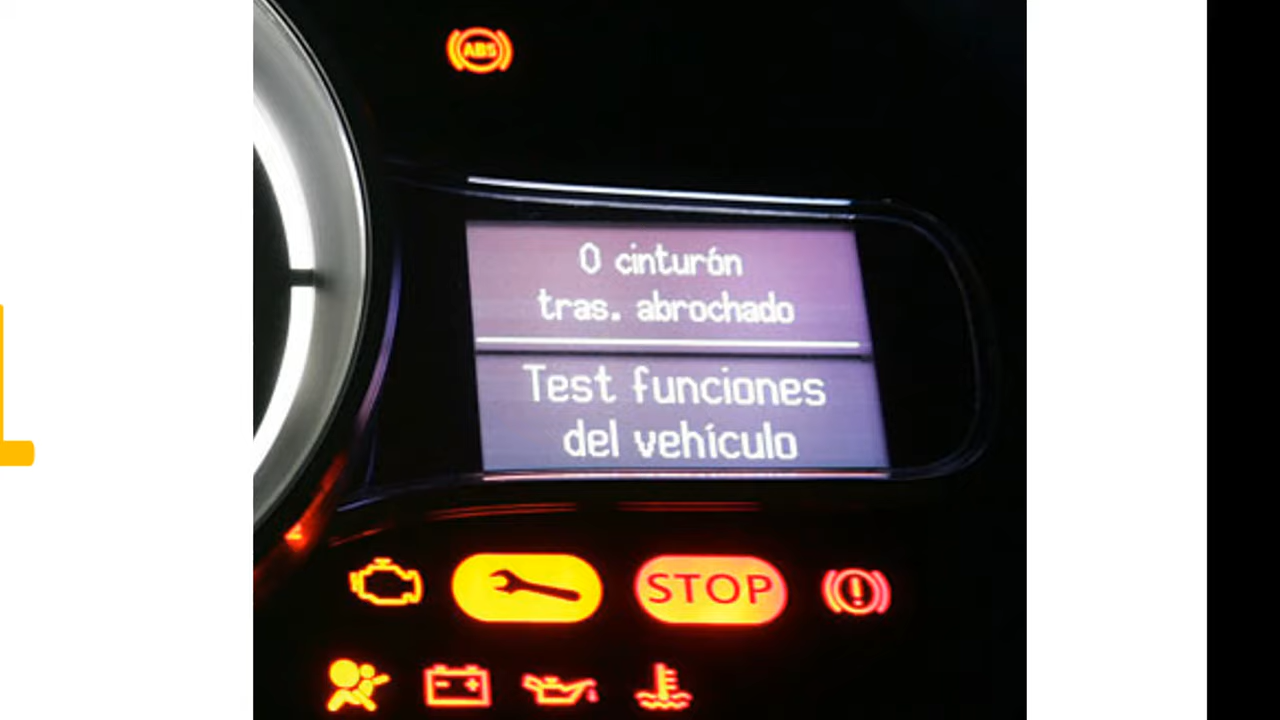 ABS
0 cinturón
tras. abrochado
Test funciones
del vehículo
STOP